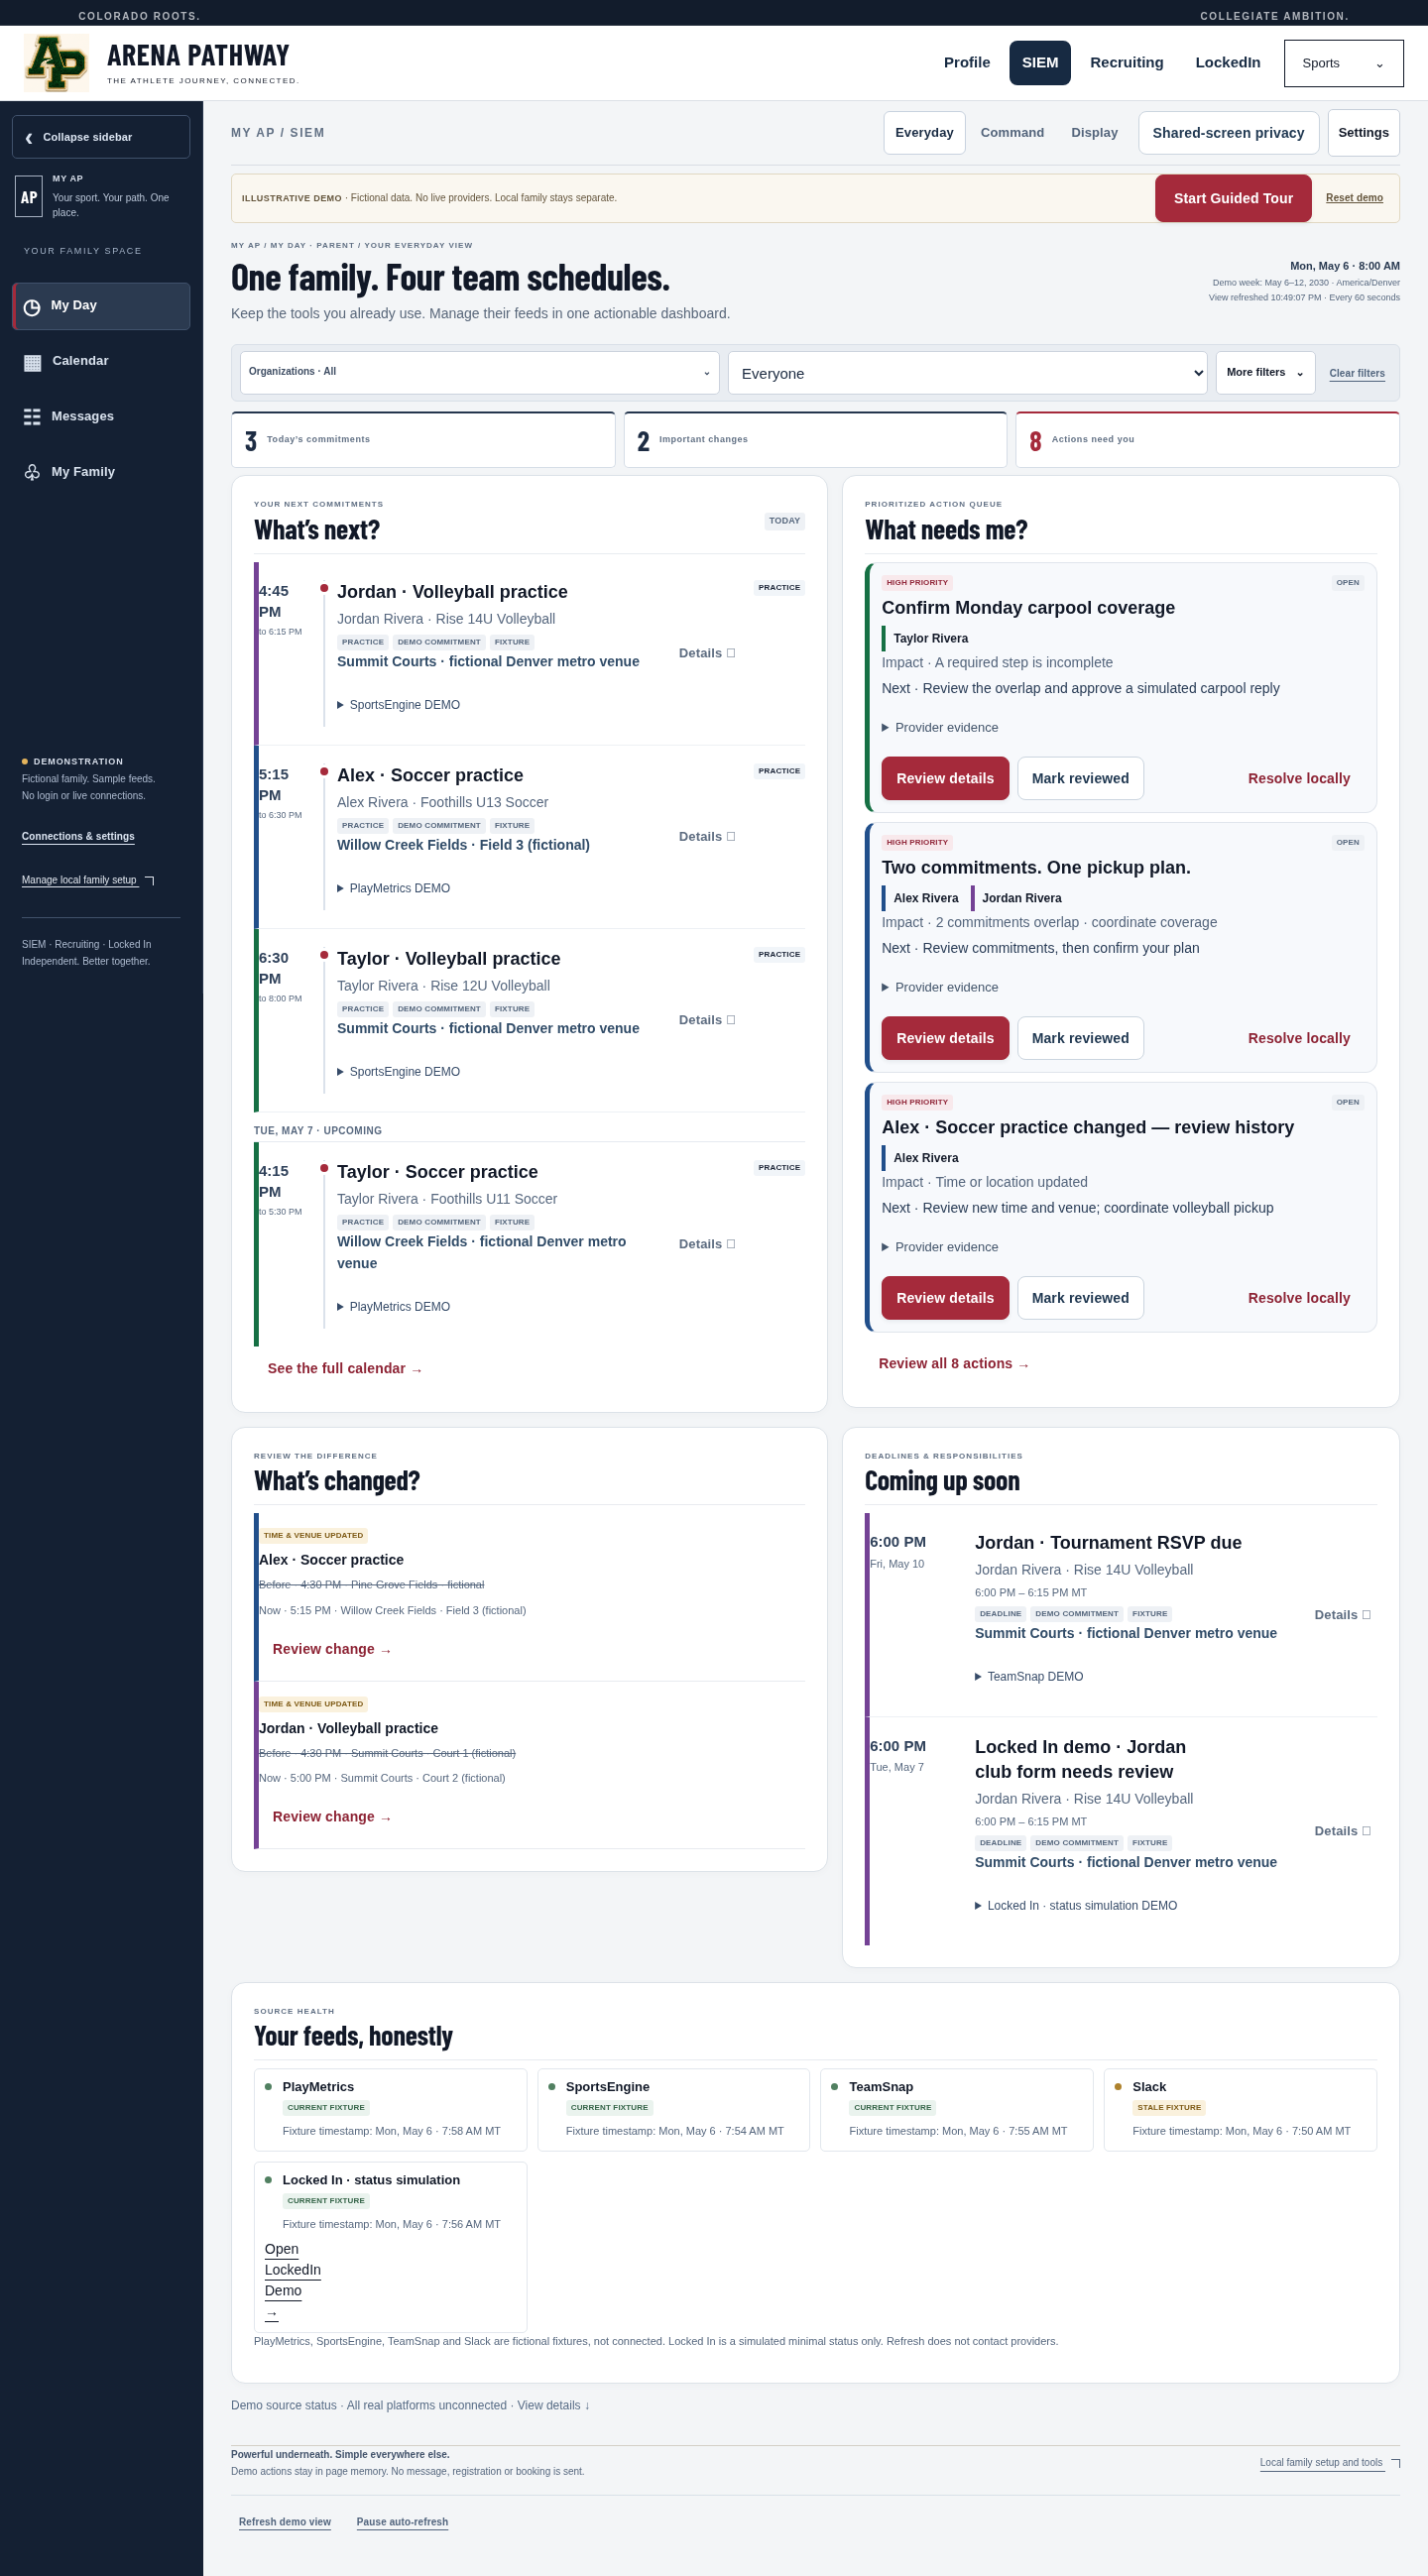 COLORADO ROOTS.
COLLEGIATE AMBITION.
AP
ARENA PATHWAY
THE ATHLETE JOURNEY, CONNECTED.
Profile
SIEM
Recruiting
LockedIn
Sports
Collapse sidebar
AP
MY AP
Your sport. Your path. One
place.
YOUR FAMILY SPACE
My Day
Calendar
Messages
My Family
DEMONSTRATION
Fictional family. Sample feeds.
No login or live connections.
Connections & settings
Manage local family setup
SIEM · Recruiting · Locked In
Independent. Better together.
MY AP / SIEM
Everyday
Command
Display
Shared-screen privacy
Settings
ILLUSTRATIVE DEMO · Fictional data. No live providers. Local family stays separate.
Start Guided Tour
Reset demo
MY AP / MY DAY · PARENT / YOUR EVERYDAY VIEW
One family. Four team schedules.
Keep the tools you already use. Manage their feeds in one actionable dashboard.
Mon, May 6 · 8:00 AM
Demo week: May 6–12, 2030 · America/Denver
View refreshed 10:49:07 PM · Every 60 seconds
Organizations · All
Everyone
More filters
Clear filters
3 Today's commitments
2 Important changes
8 Actions need you
YOUR NEXT COMMITMENTS
What's next?
TODAY
4:45
PM
to 6:15 PM
Jordan · Volleyball practice
PRACTICE
Jordan Rivera · Rise 14U Volleyball
PRACTICE DEMO COMMITMENT FIXTURE
Summit Courts · fictional Denver metro venue
Details
▶ SportsEngine DEMO
5:15
PM
to 6:30 PM
Alex · Soccer practice
PRACTICE
Alex Rivera · Foothills U13 Soccer
PRACTICE DEMO COMMITMENT FIXTURE
Willow Creek Fields · Field 3 (fictional)
Details
▶ PlayMetrics DEMO
6:30
PM
to 8:00 PM
Taylor · Volleyball practice
PRACTICE
Taylor Rivera · Rise 12U Volleyball
PRACTICE DEMO COMMITMENT FIXTURE
Summit Courts · fictional Denver metro venue
Details
▶ SportsEngine DEMO
TUE, MAY 7 · UPCOMING
4:15
PM
to 5:30 PM
Taylor · Soccer practice
PRACTICE
Taylor Rivera · Foothills U11 Soccer
PRACTICE DEMO COMMITMENT FIXTURE
Willow Creek Fields · fictional Denver metro
venue
Details
▶ PlayMetrics DEMO
See the full calendar →
PRIORITIZED ACTION QUEUE
What needs me?
HIGH PRIORITY
OPEN
Confirm Monday carpool coverage
Taylor Rivera
Impact · A required step is incomplete
Next · Review the overlap and approve a simulated carpool reply
▶ Provider evidence
Review details
Mark reviewed
Resolve locally
HIGH PRIORITY
OPEN
Two commitments. One pickup plan.
Alex Rivera
Jordan Rivera
Impact · 2 commitments overlap · coordinate coverage
Next · Review commitments, then confirm your plan
▶ Provider evidence
Review details
Mark reviewed
Resolve locally
HIGH PRIORITY
OPEN
Alex · Soccer practice changed — review history
Alex Rivera
Impact · Time or location updated
Next · Review new time and venue; coordinate volleyball pickup
▶ Provider evidence
Review details
Mark reviewed
Resolve locally
Review all 8 actions →
REVIEW THE DIFFERENCE
What's changed?
TIME & VENUE UPDATED
Alex · Soccer practice
Before · 4:30 PM · Pine Grove Fields · fictional
Now · 5:15 PM · Willow Creek Fields · Field 3 (fictional)
Review change →
TIME & VENUE UPDATED
Jordan · Volleyball practice
Before · 4:30 PM · Summit Courts · Court 1 (fictional)
Now · 5:00 PM · Summit Courts · Court 2 (fictional)
Review change →
DEADLINES & RESPONSIBILITIES
Coming up soon
6:00 PM
Fri, May 10
Jordan · Tournament RSVP due
Jordan Rivera · Rise 14U Volleyball
6:00 PM – 6:15 PM MT
DEADLINE DEMO COMMITMENT FIXTURE
Summit Courts · fictional Denver metro venue
Details
▶ TeamSnap DEMO
6:00 PM
Tue, May 7
Locked In demo · Jordan
club form needs review
Jordan Rivera · Rise 14U Volleyball
6:00 PM – 6:15 PM MT
DEADLINE DEMO COMMITMENT FIXTURE
Summit Courts · fictional Denver metro venue
Details
▶ Locked In · status simulation DEMO
SOURCE HEALTH
Your feeds, honestly
PlayMetrics
CURRENT FIXTURE
Fixture timestamp: Mon, May 6 · 7:58 AM MT
SportsEngine
CURRENT FIXTURE
Fixture timestamp: Mon, May 6 · 7:54 AM MT
TeamSnap
CURRENT FIXTURE
Fixture timestamp: Mon, May 6 · 7:55 AM MT
Slack
STALE FIXTURE
Fixture timestamp: Mon, May 6 · 7:50 AM MT
Locked In · status simulation
CURRENT FIXTURE
Fixture timestamp: Mon, May 6 · 7:56 AM MT
Open
LockedIn
Demo
→
PlayMetrics, SportsEngine, TeamSnap and Slack are fictional fixtures, not connected. Locked In is a simulated minimal status only. Refresh does not contact providers.
Demo source status · All real platforms unconnected · View details ↓
Powerful underneath. Simple everywhere else.
Demo actions stay in page memory. No message, registration or booking is sent.
Local family setup and tools
Refresh demo view
Pause auto-refresh